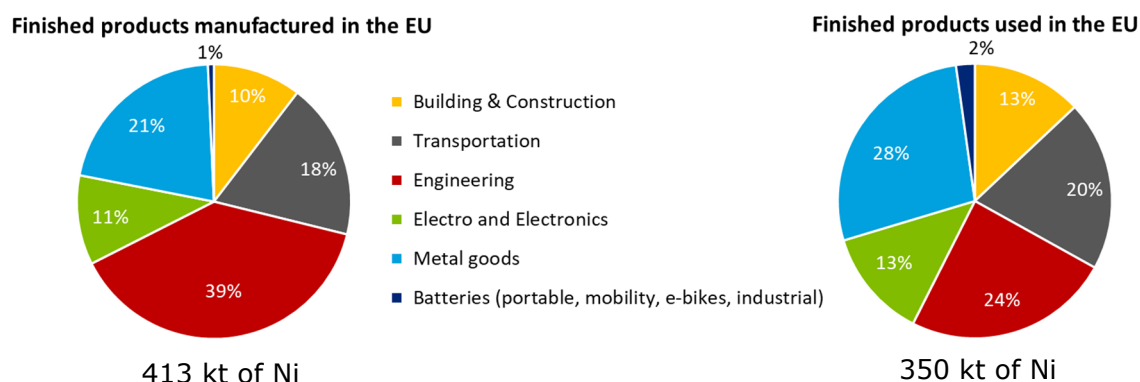 Finished products manufactured in the EU
1%
10%
18%
39%
11%
21%
413 kt of Ni
Building & Construction
Transportation
Engineering
Electro and Electronics
Metal goods
Batteries (portable, mobility, e-bikes, industrial)
Finished products used in the EU
2%
13%
20%
24%
13%
28%
350 kt of Ni